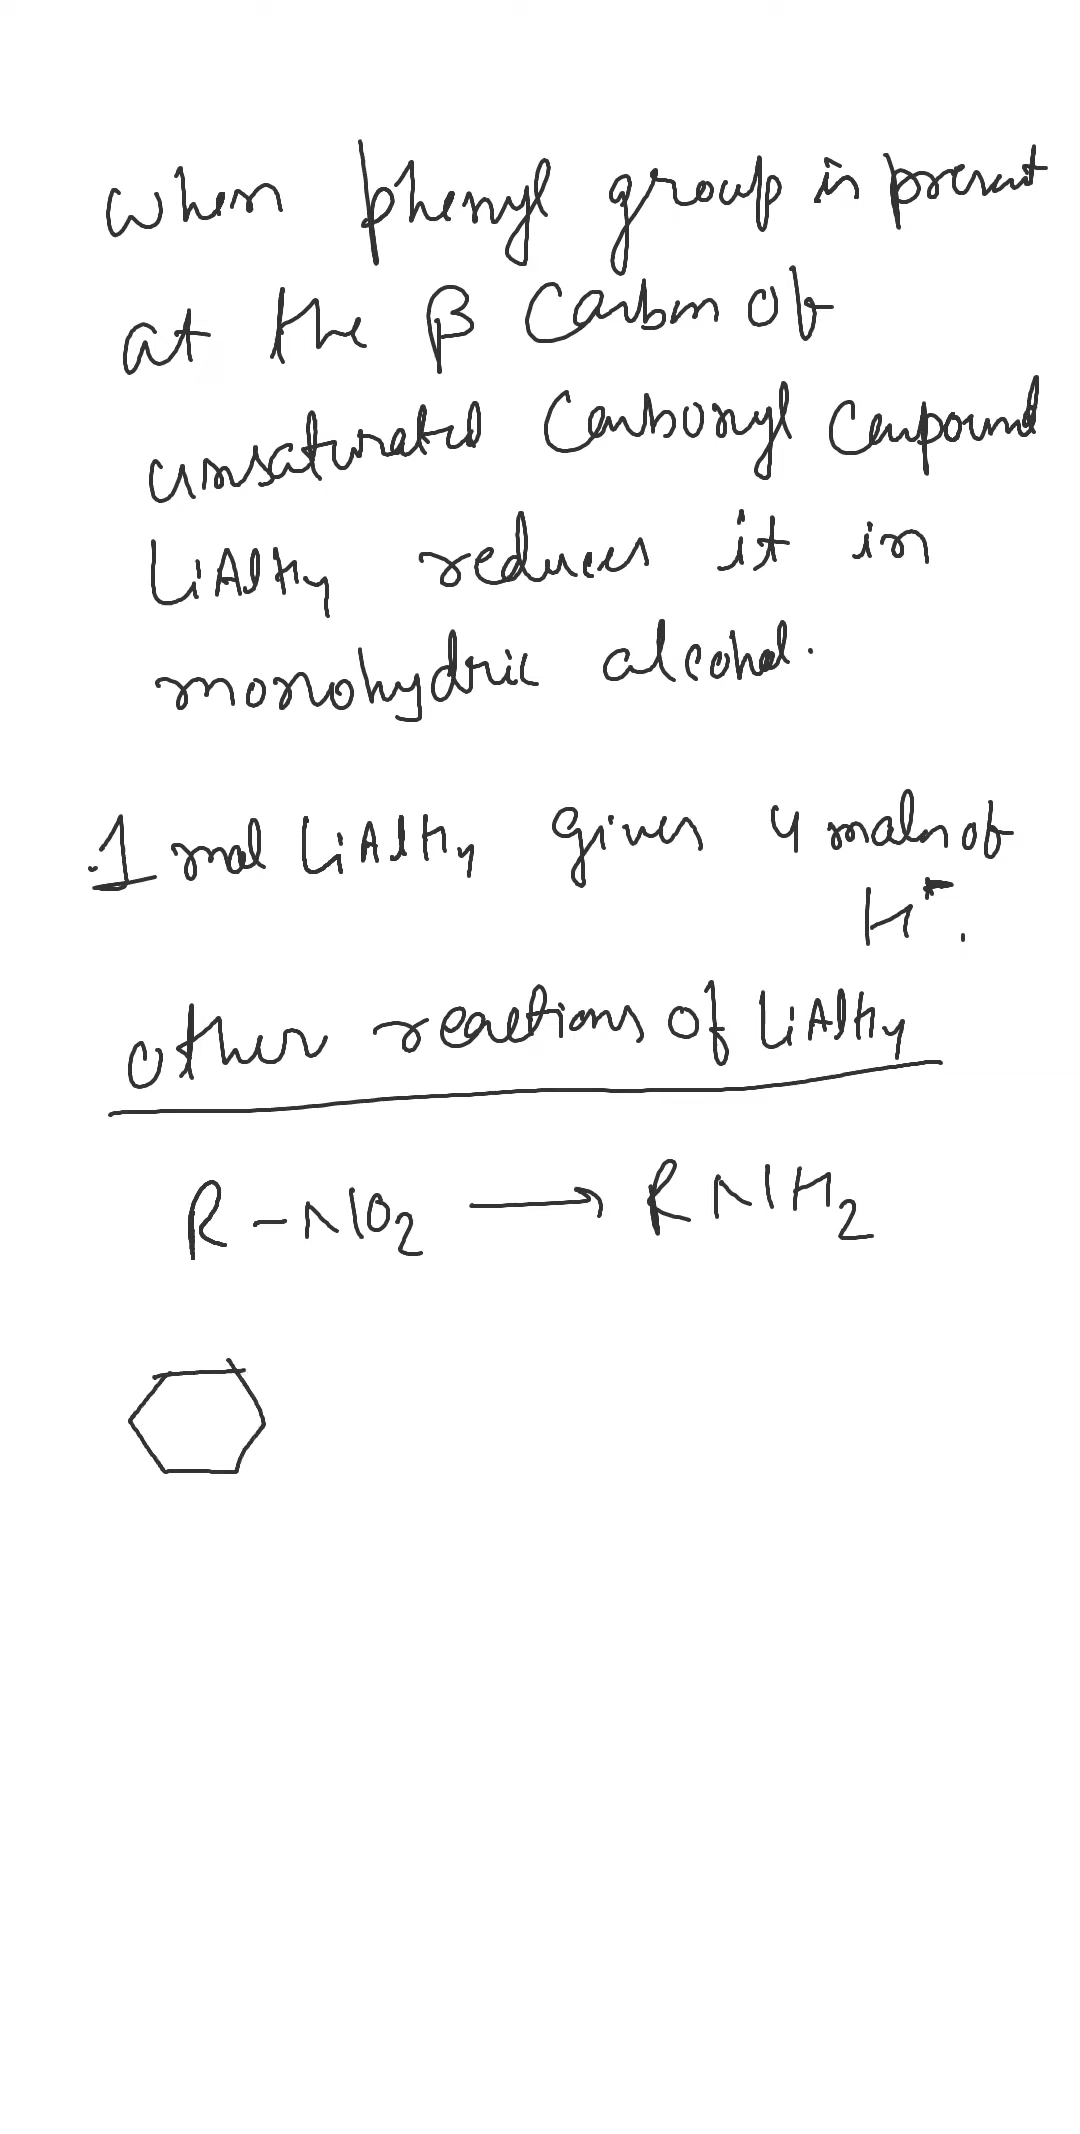 when phenyl group is present
at the β Carbon of
unsaturated Carbonyl Compound
LiAlH4 reduces it in
monohydric alcohol.
1 mol LiAlH4 gives 4 moles of
H⁻.
other reactions of LiAlH4
R-NO2 ⟶ RNH2